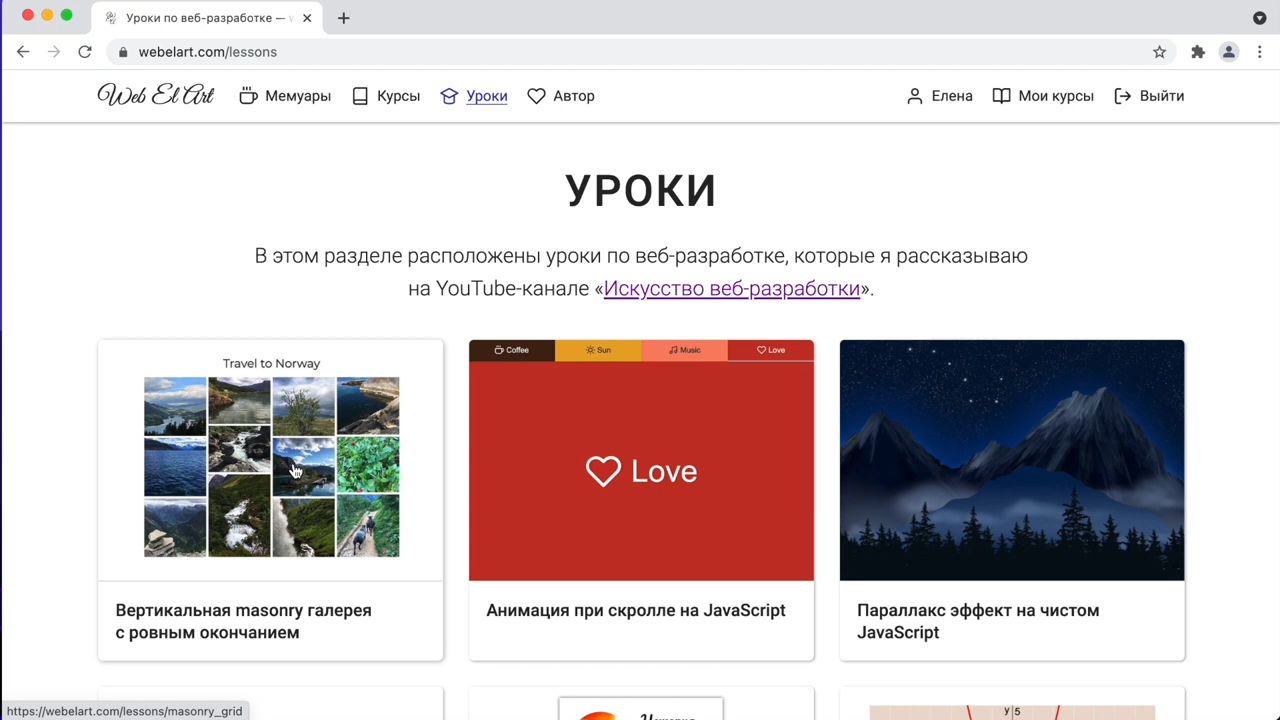 Уроки по веб-разработке —
webelart.com/lessons
Web El Art Мемуары Курсы Уроки Автор Елена Мои курсы Выйти
УРОКИ
В этом разделе расположены уроки по веб-разработке, которые я рассказываю
на YouTube-канале «Искусство веб-разработки».
Travel to Norway
Coffee Sun Music Love
Love
Вертикальная masonry галерея
с ровным окончанием
Анимация при скролле на JavaScript
Параллакс эффект на чистом
JavaScript
y 5
https://webelart.com/lessons/masonry_grid